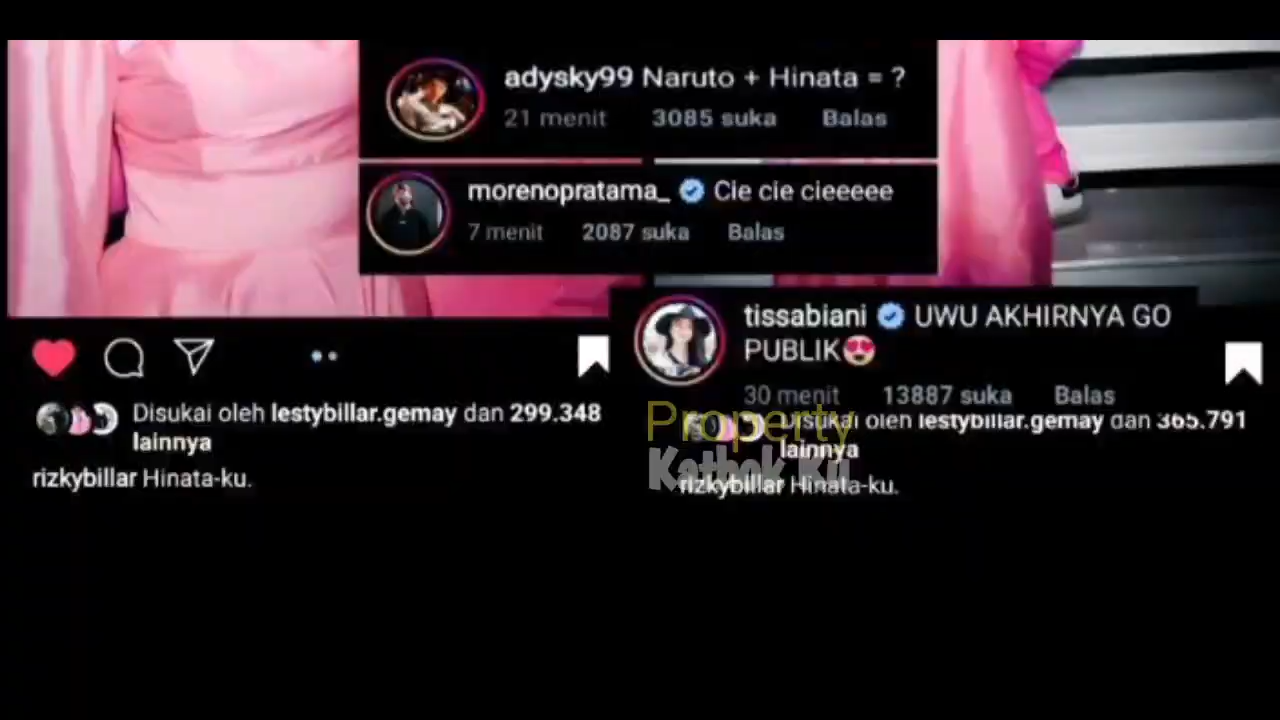 adysky99 Naruto + Hinata = ?
21 menit 3085 suka Balas
morenopratama_ Cie cie cieeeee
7 menit 2087 suka Balas
tissabiani UWU AKHIRNYA GO
PUBLIK
30 menit 13887 suka Balas
Disukai oleh lestybillar.gemay dan 299.348
lainnya
rizkybillar Hinata-ku.
Disukai oleh lestybillar.gemay dan 365.791
lainnya
rizkybillar Hinata-ku.
Property
Kathok Ku